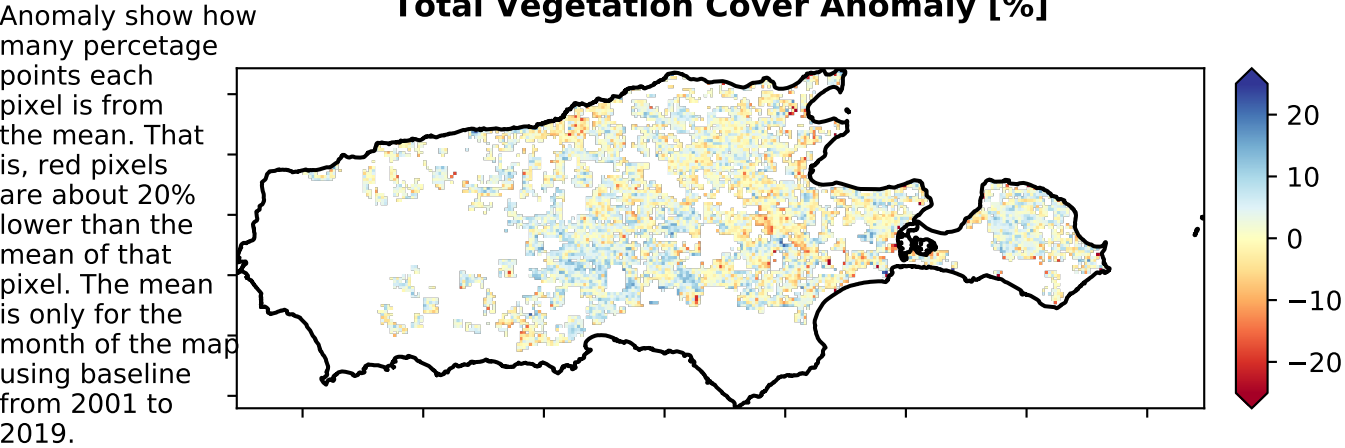 Total Vegetation Cover Anomaly [%]
Anomaly show how
many percetage
points each
pixel is from
the mean. That
is, red pixels
are about 20%
lower than the
mean of that
pixel. The mean
is only for the
month of the map
using baseline
from 2001 to
2019.
20
10
0
−10
−20